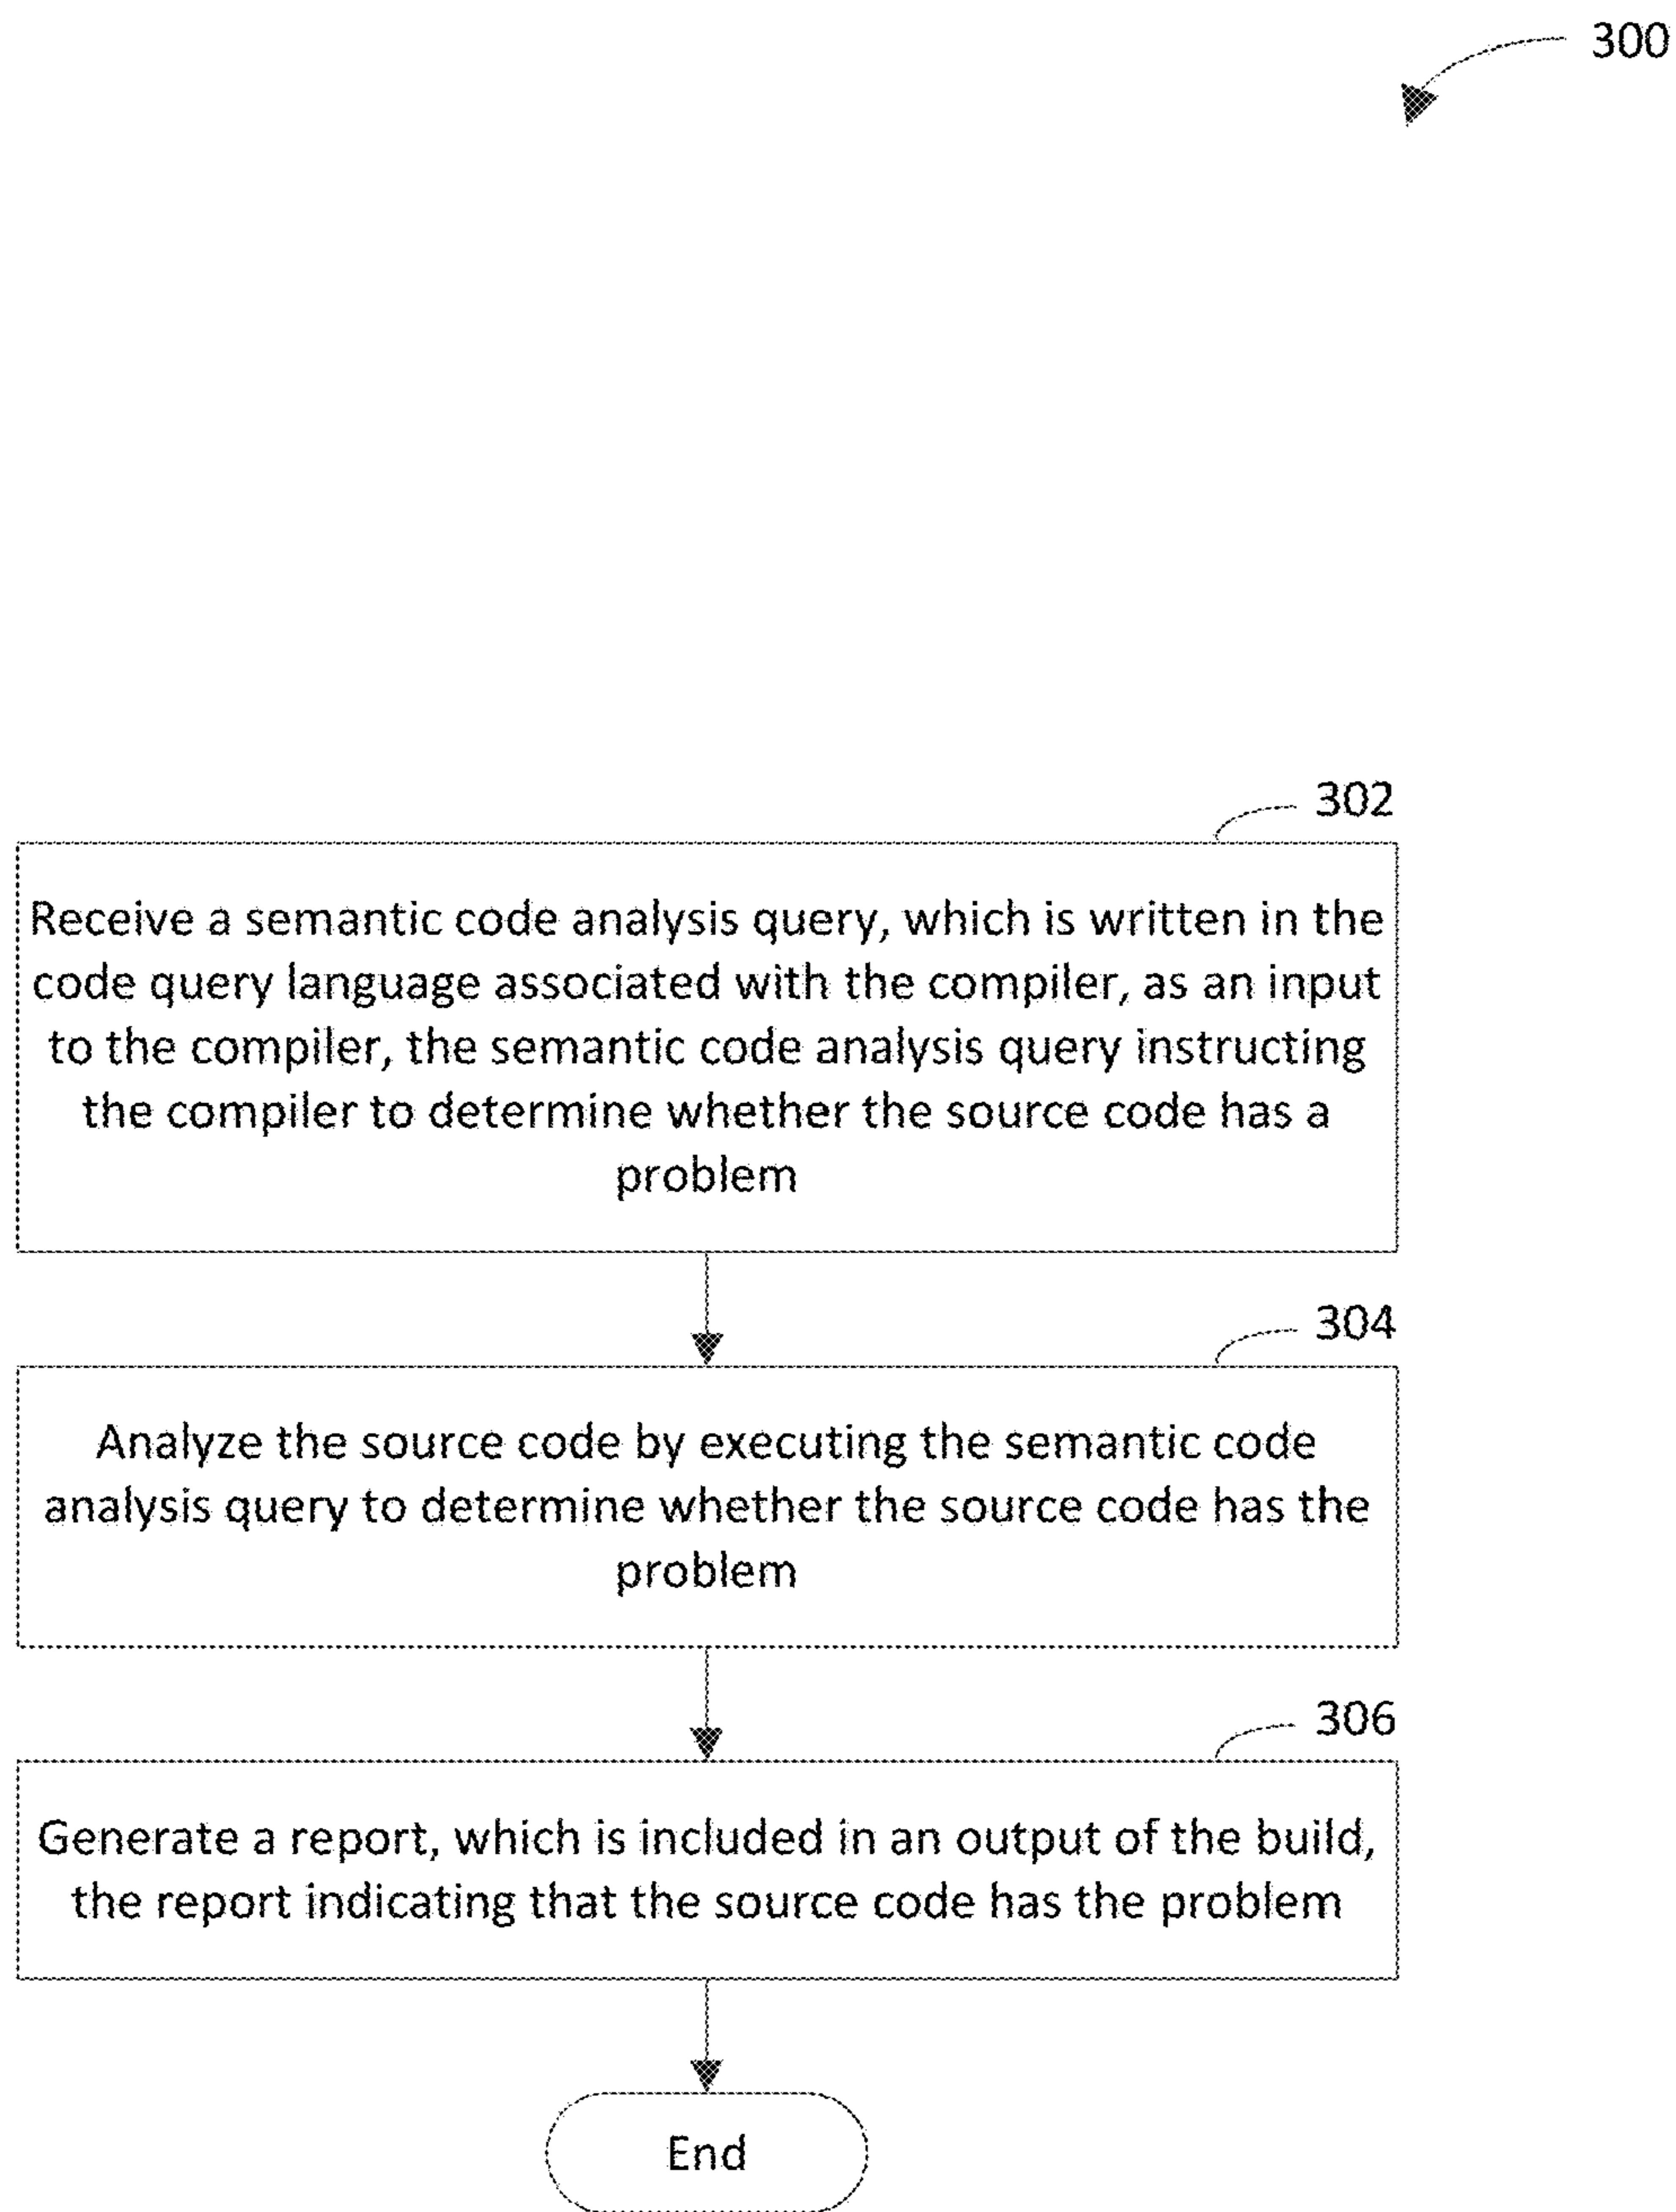 300
302
Receive a semantic code analysis query, which is written in the
code query language associated with the compiler, as an input
to the compiler, the semantic code analysis query instructing
the compiler to determine whether the source code has a
problem
304
Analyze the source code by executing the semantic code
analysis query to determine whether the source code has the
problem
306
Generate a report, which is included in an output of the build,
the report indicating that the source code has the problem
End